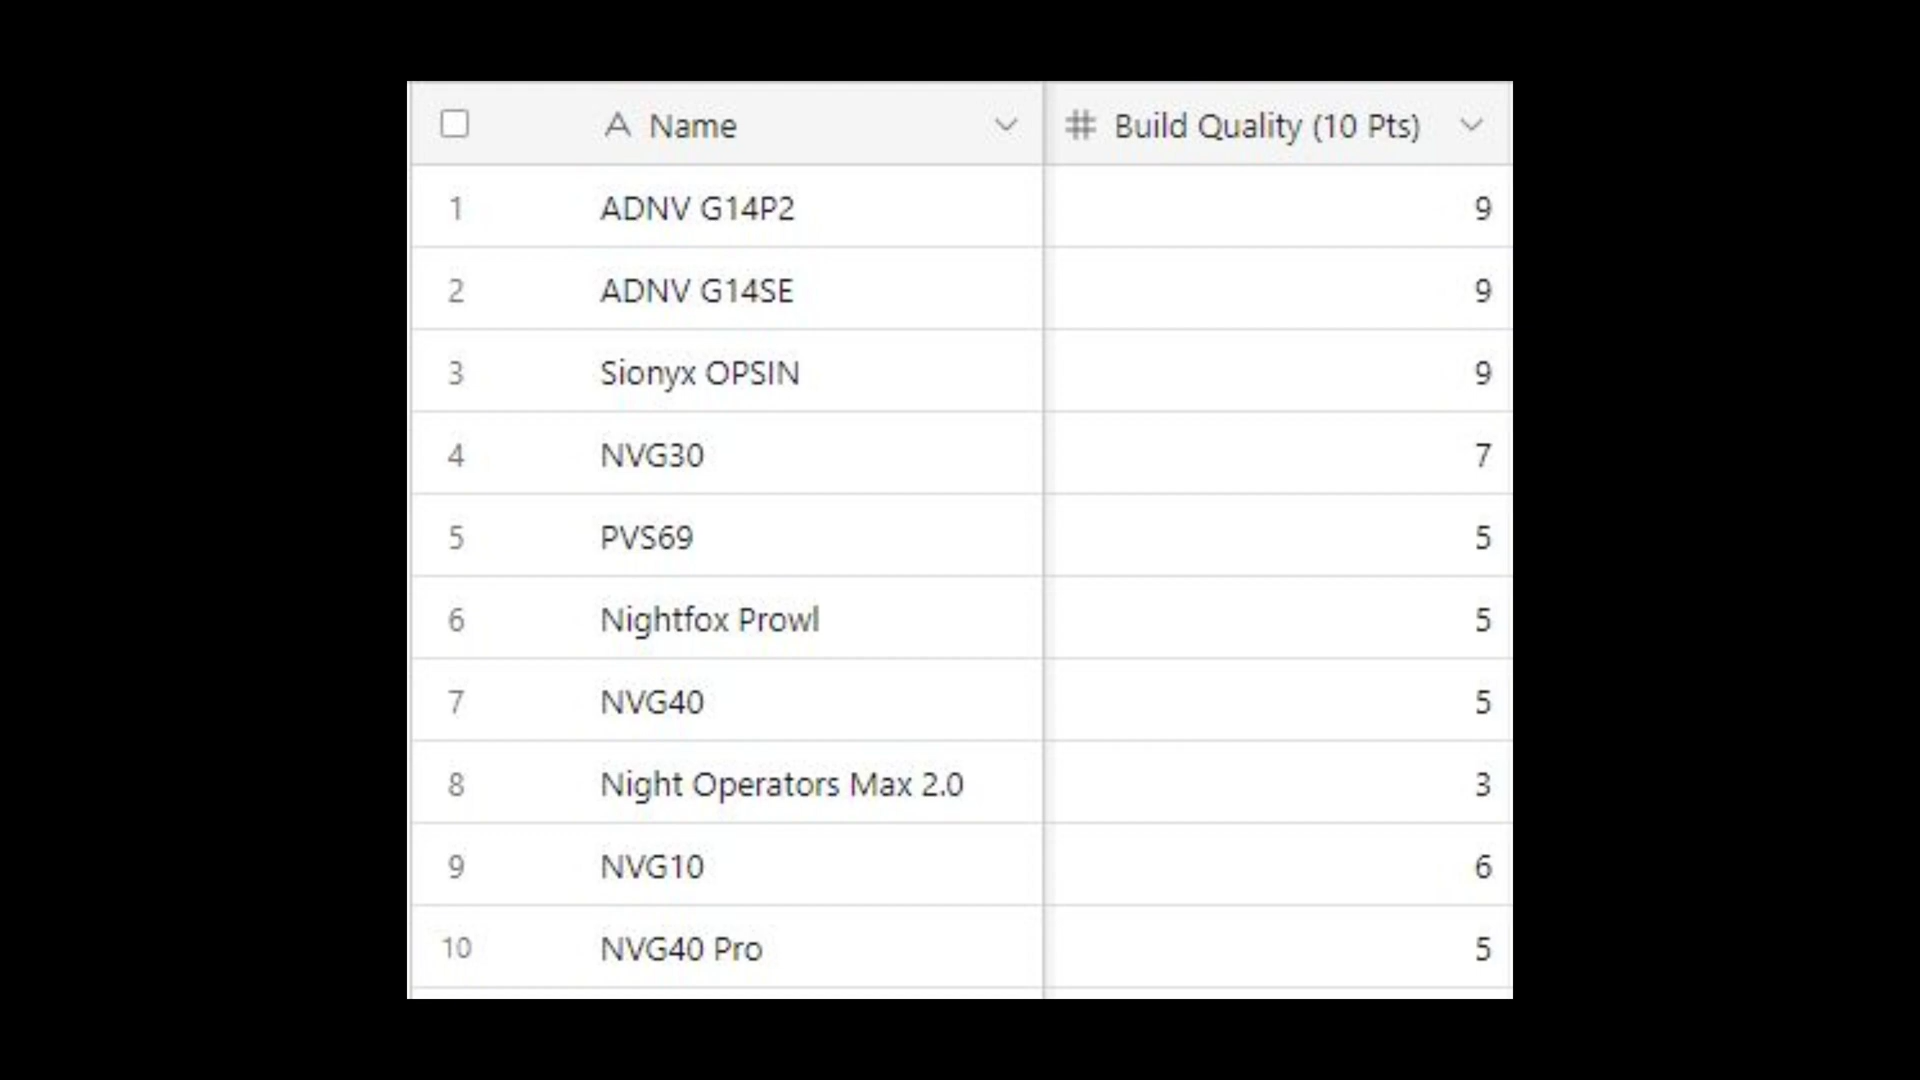 Name Build Quality (10 Pts)
1 ADNV G14P2 9
2 ADNV G14SE 9
3 Sionyx OPSIN 9
4 NVG30 7
5 PVS69 5
6 Nightfox Prowl 5
7 NVG40 5
8 Night Operators Max 2.0 3
9 NVG10 6
10 NVG40 Pro 5